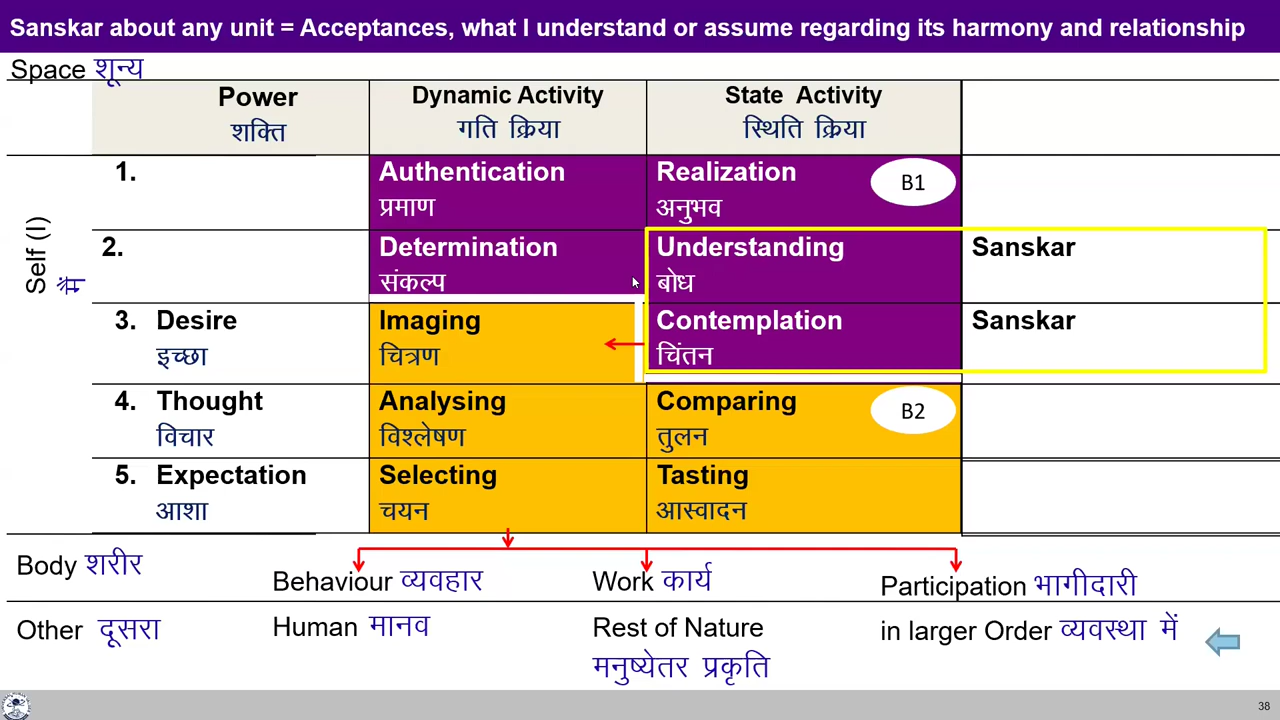 Sanskar about any unit = Acceptances, what I understand or assume regarding its harmony and relationship
Space शून्य
Power
शक्ति
Dynamic Activity
गति क्रिया
State Activity
स्थिति क्रिया
Self (I)
मैं
1.
Authentication
प्रमाण
Realization
अनुभव
B1
2.
Determination
संकल्प
Understanding
बोध
Sanskar
3. Desire
इच्छा
Imaging
चित्रण
Contemplation
चिंतन
Sanskar
4. Thought
विचार
Analysing
विश्लेषण
Comparing
तुलन
B2
5. Expectation
आशा
Selecting
चयन
Tasting
आस्वादन
Body शरीर
Behaviour व्यवहार
Work कार्य
Participation भागीदारी
Other दूसरा
Human मानव
Rest of Nature
मनुष्येतर प्रकृति
in larger Order व्यवस्था में
38